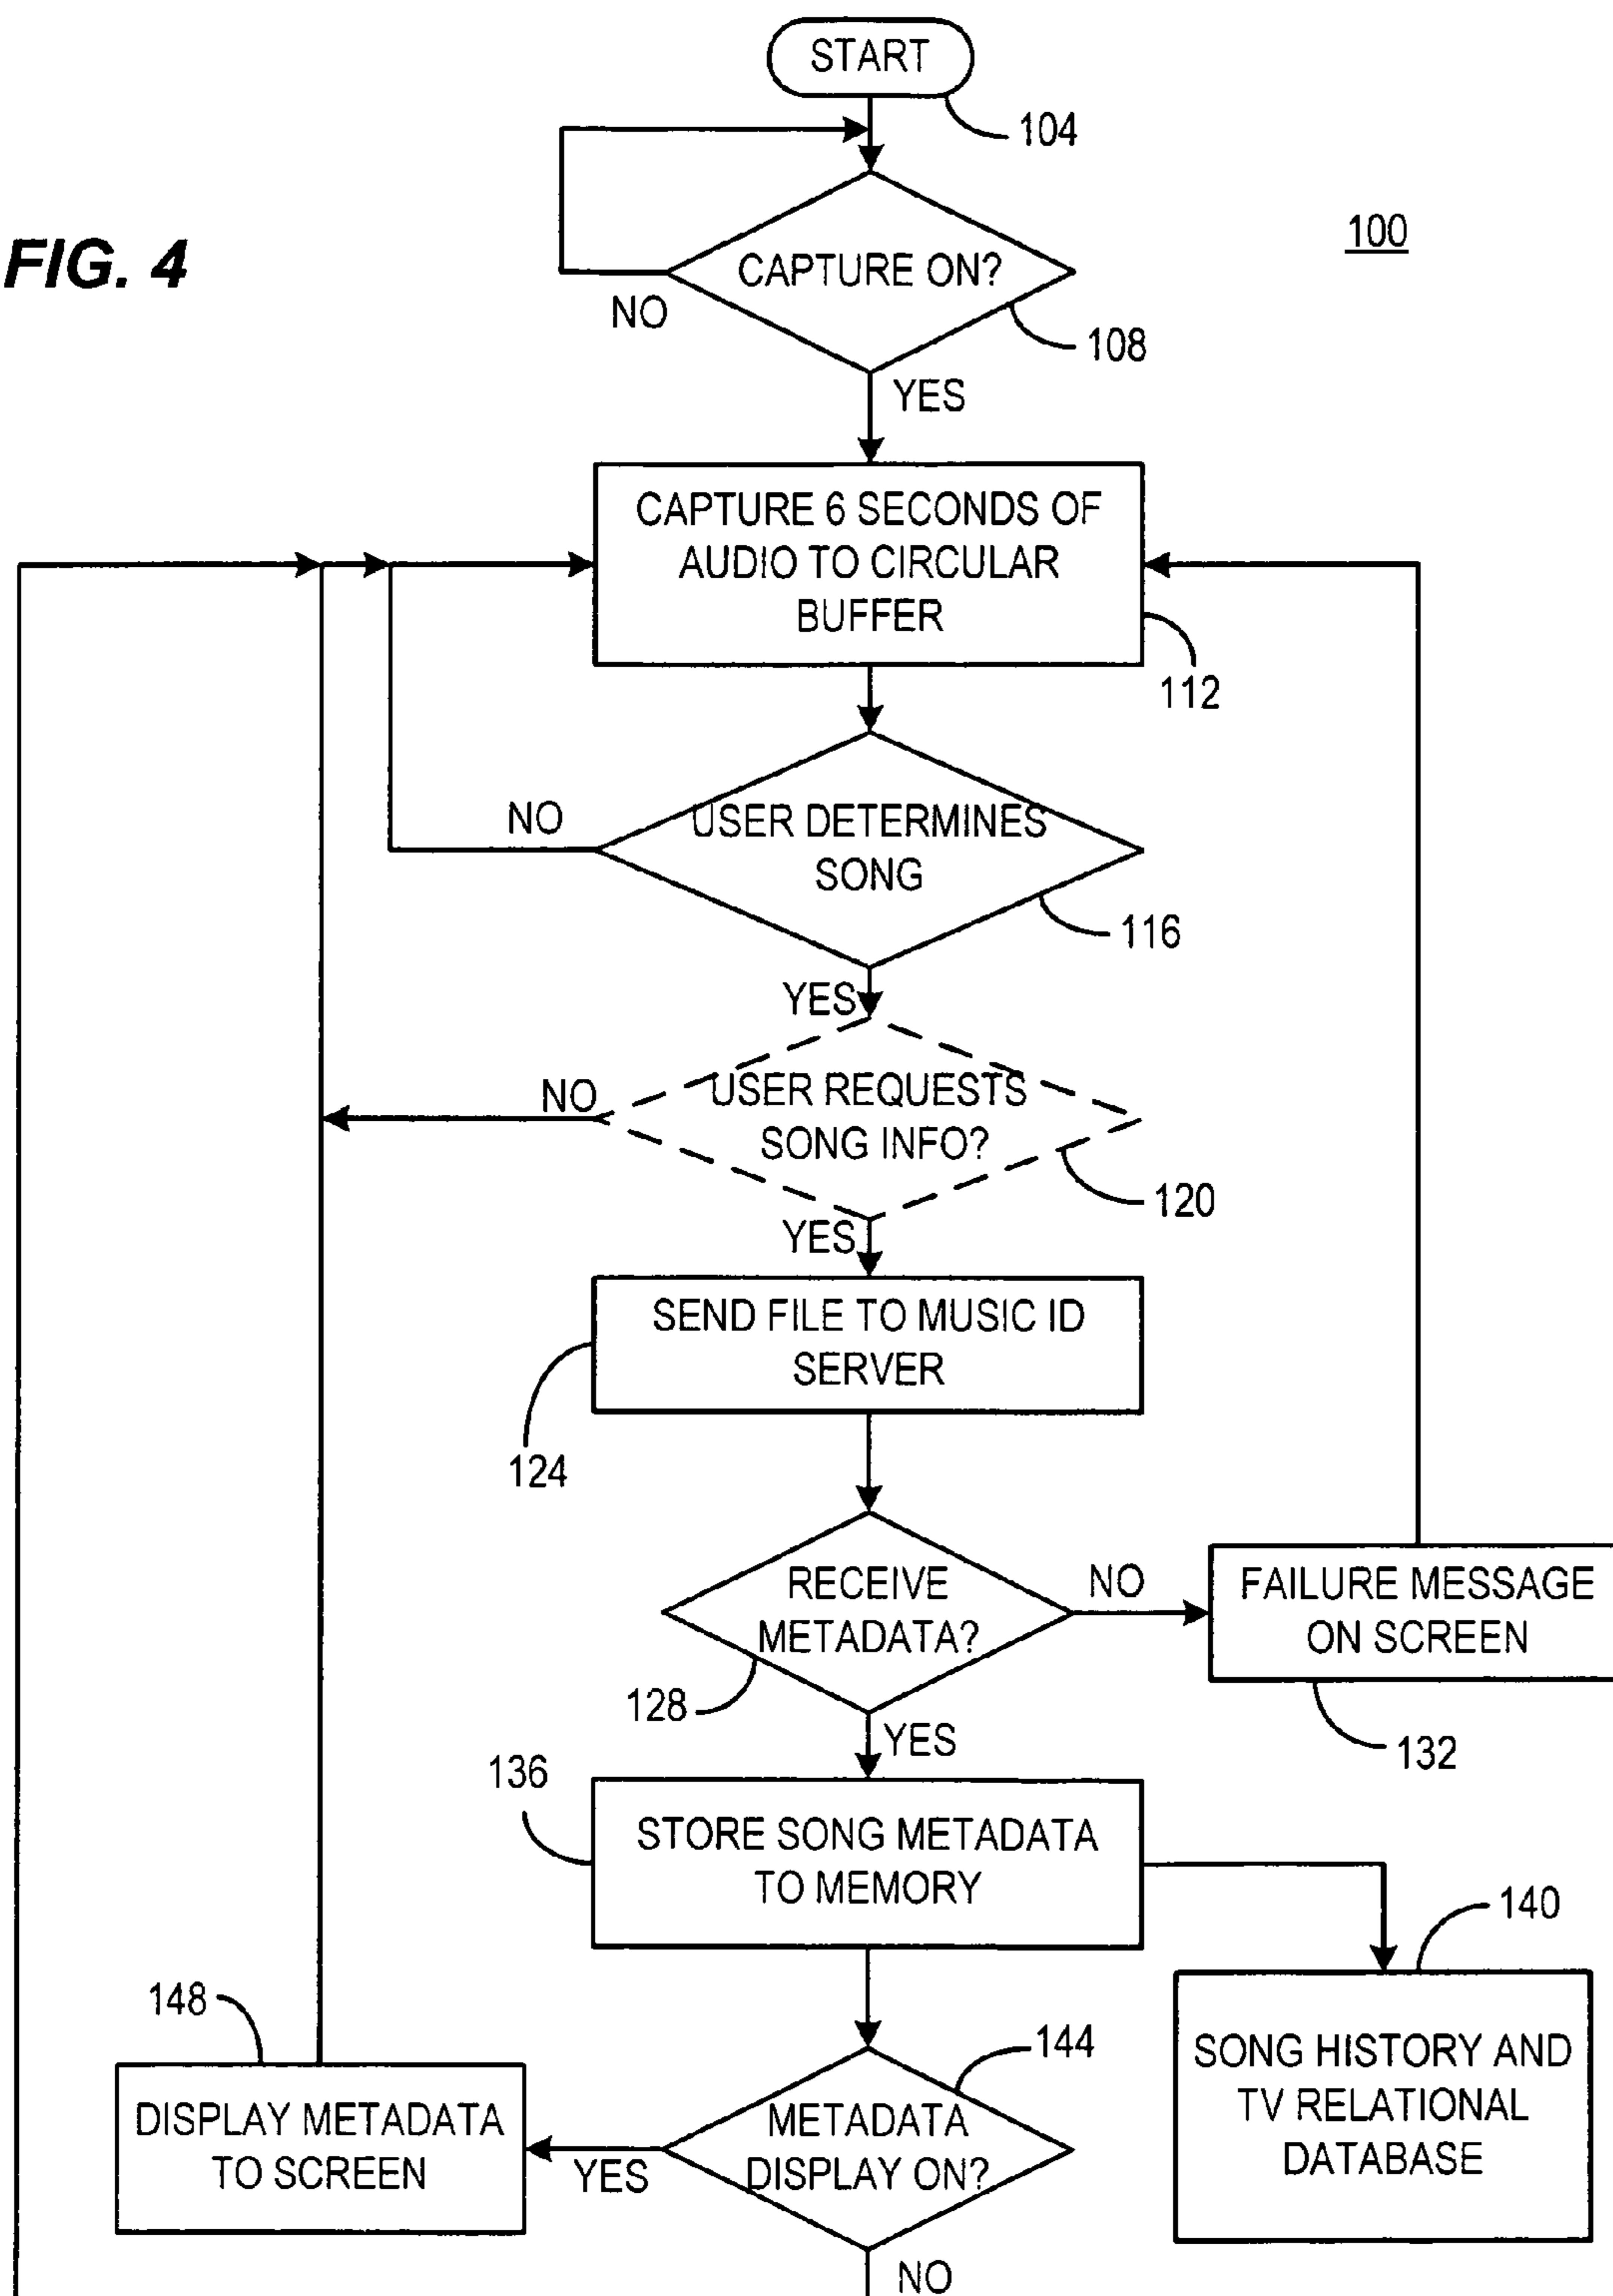 START
104
FIG. 4
100
CAPTURE ON?
NO
108
YES
CAPTURE 6 SECONDS OF
AUDIO TO CIRCULAR
BUFFER
112
NO
USER DETERMINES
SONG
116
YES
NO
USER REQUESTS
SONG INFO?
120
YES
SEND FILE TO MUSIC ID
SERVER
124
RECEIVE
METADATA?
NO
FAILURE MESSAGE
ON SCREEN
128
132
YES
136
STORE SONG METADATA
TO MEMORY
140
148
144
SONG HISTORY AND
TV RELATIONAL
DATABASE
DISPLAY METADATA
TO SCREEN
YES
METADATA
DISPLAY ON?
NO